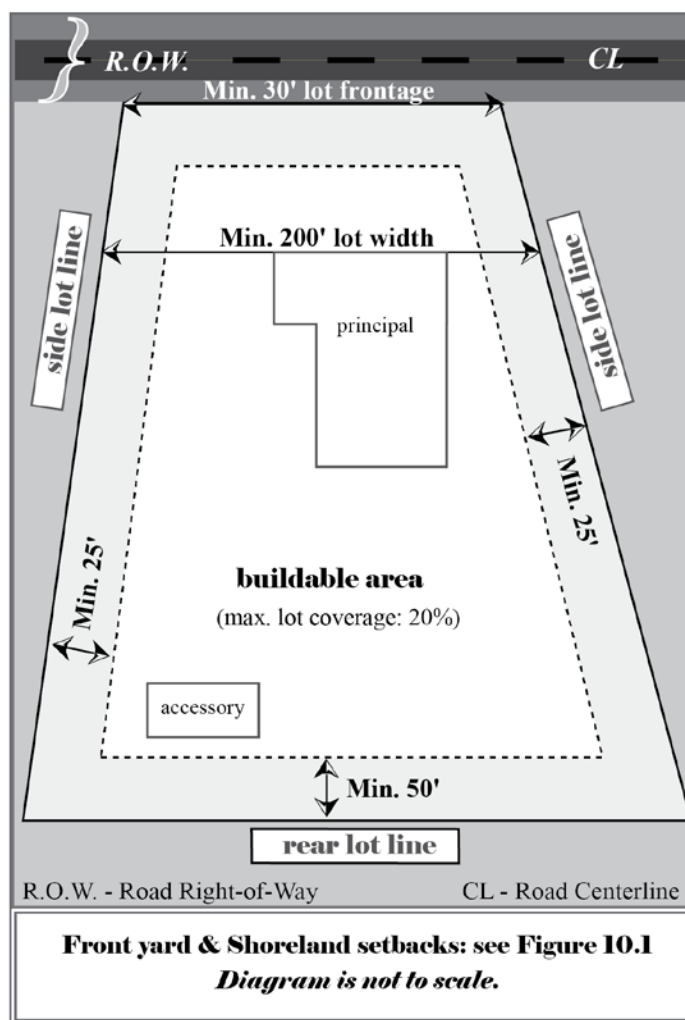 R.O.W.
CL
Min. 30' lot frontage
side lot line
Min. 200' lot width
side lot line
principal
Min. 25'
Min. 25'
buildable area
(max. lot coverage: 20%)
accessory
Min. 50'
rear lot line
R.O.W. - Road Right-of-Way
CL - Road Centerline
Front yard & Shoreland setbacks: see Figure 10.1
Diagram is not to scale.